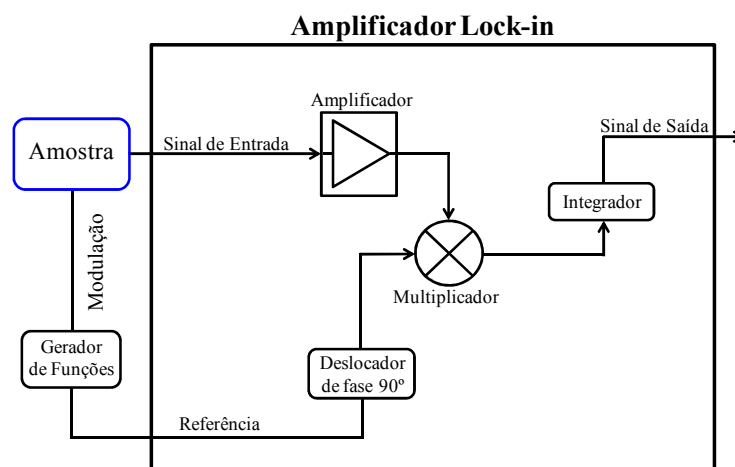 Amplificador Lock-in
Amplificador
Sinal de Saída
Amostra
Sinal de Entrada
Integrador
Modulação
Multiplicador
Gerador
de Funções
Deslocador
de fase 90º
Referência